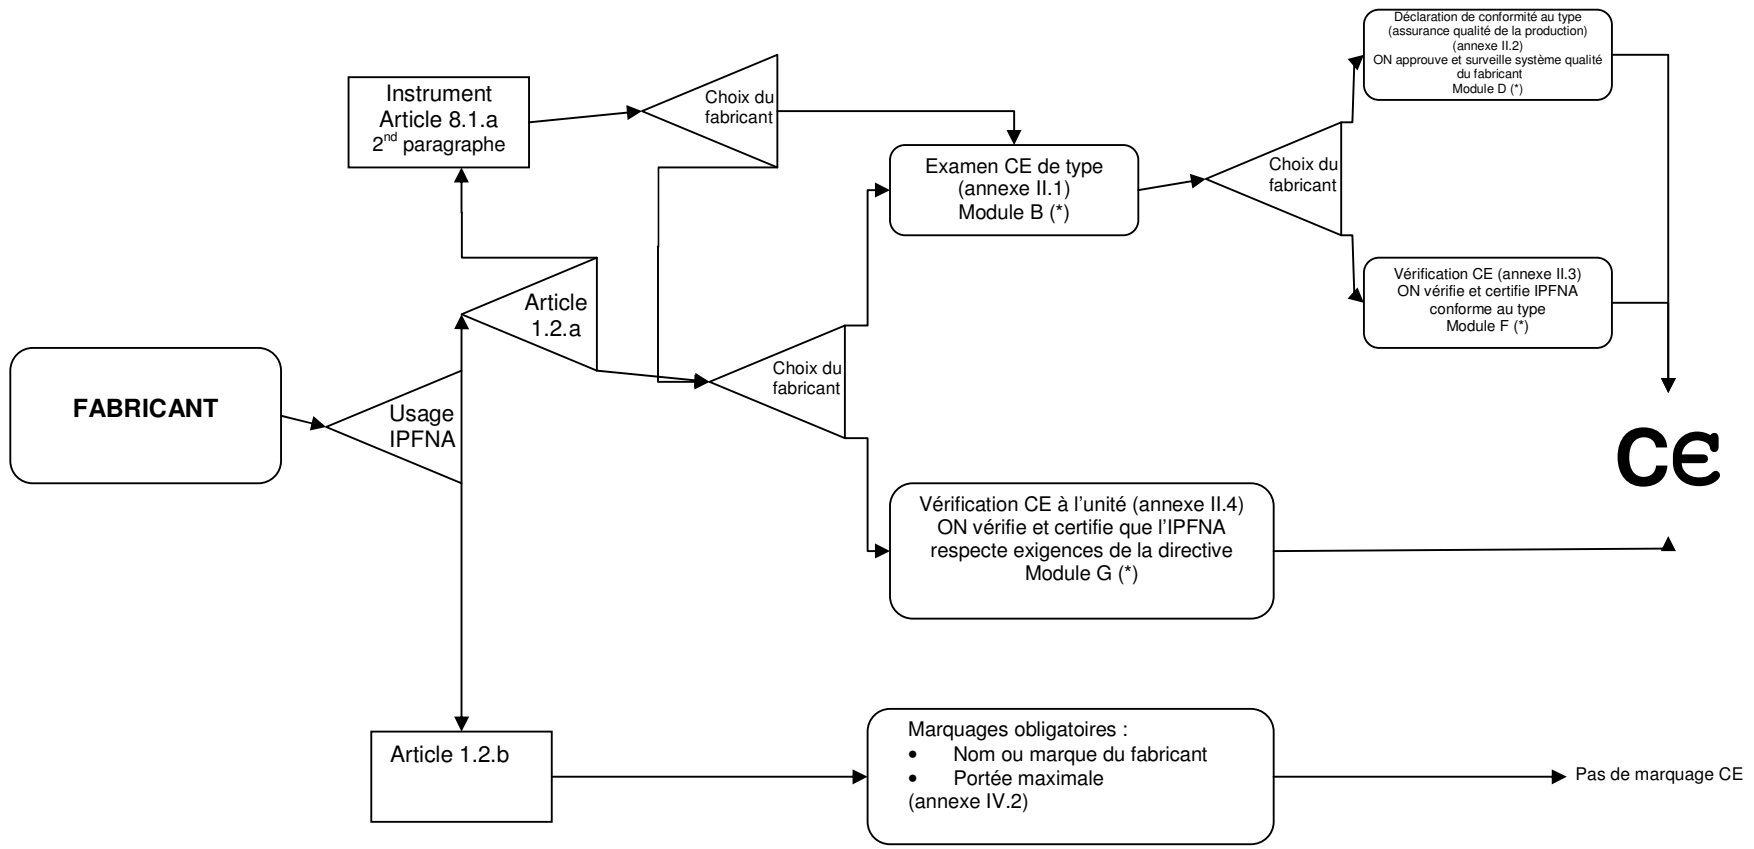 Déclaration de conformité au type
(assurance qualité de la production)
(annexe II.2)
ON approuve et surveille système qualité
du fabricant
Module D (*)
Instrument
Article 8.1.a
2nd paragraphe
Choix du
fabricant
Examen CE de type
(annexe II.1)
Module B (*)
Choix du
fabricant
Vérification CE (annexe II.3)
ON vérifie et certifie IPFNA
conforme au type
Module F (*)
Article
1.2.a
Choix du
fabricant
FABRICANT
Usage
IPFNA
CE
Vérification CE à l'unité (annexe II.4)
ON vérifie et certifie que l'IPFNA
respecte exigences de la directive
Module G (*)
Article 1.2.b
Marquages obligatoires :
• Nom ou marque du fabricant
• Portée maximale
(annexe IV.2)
Pas de marquage CE